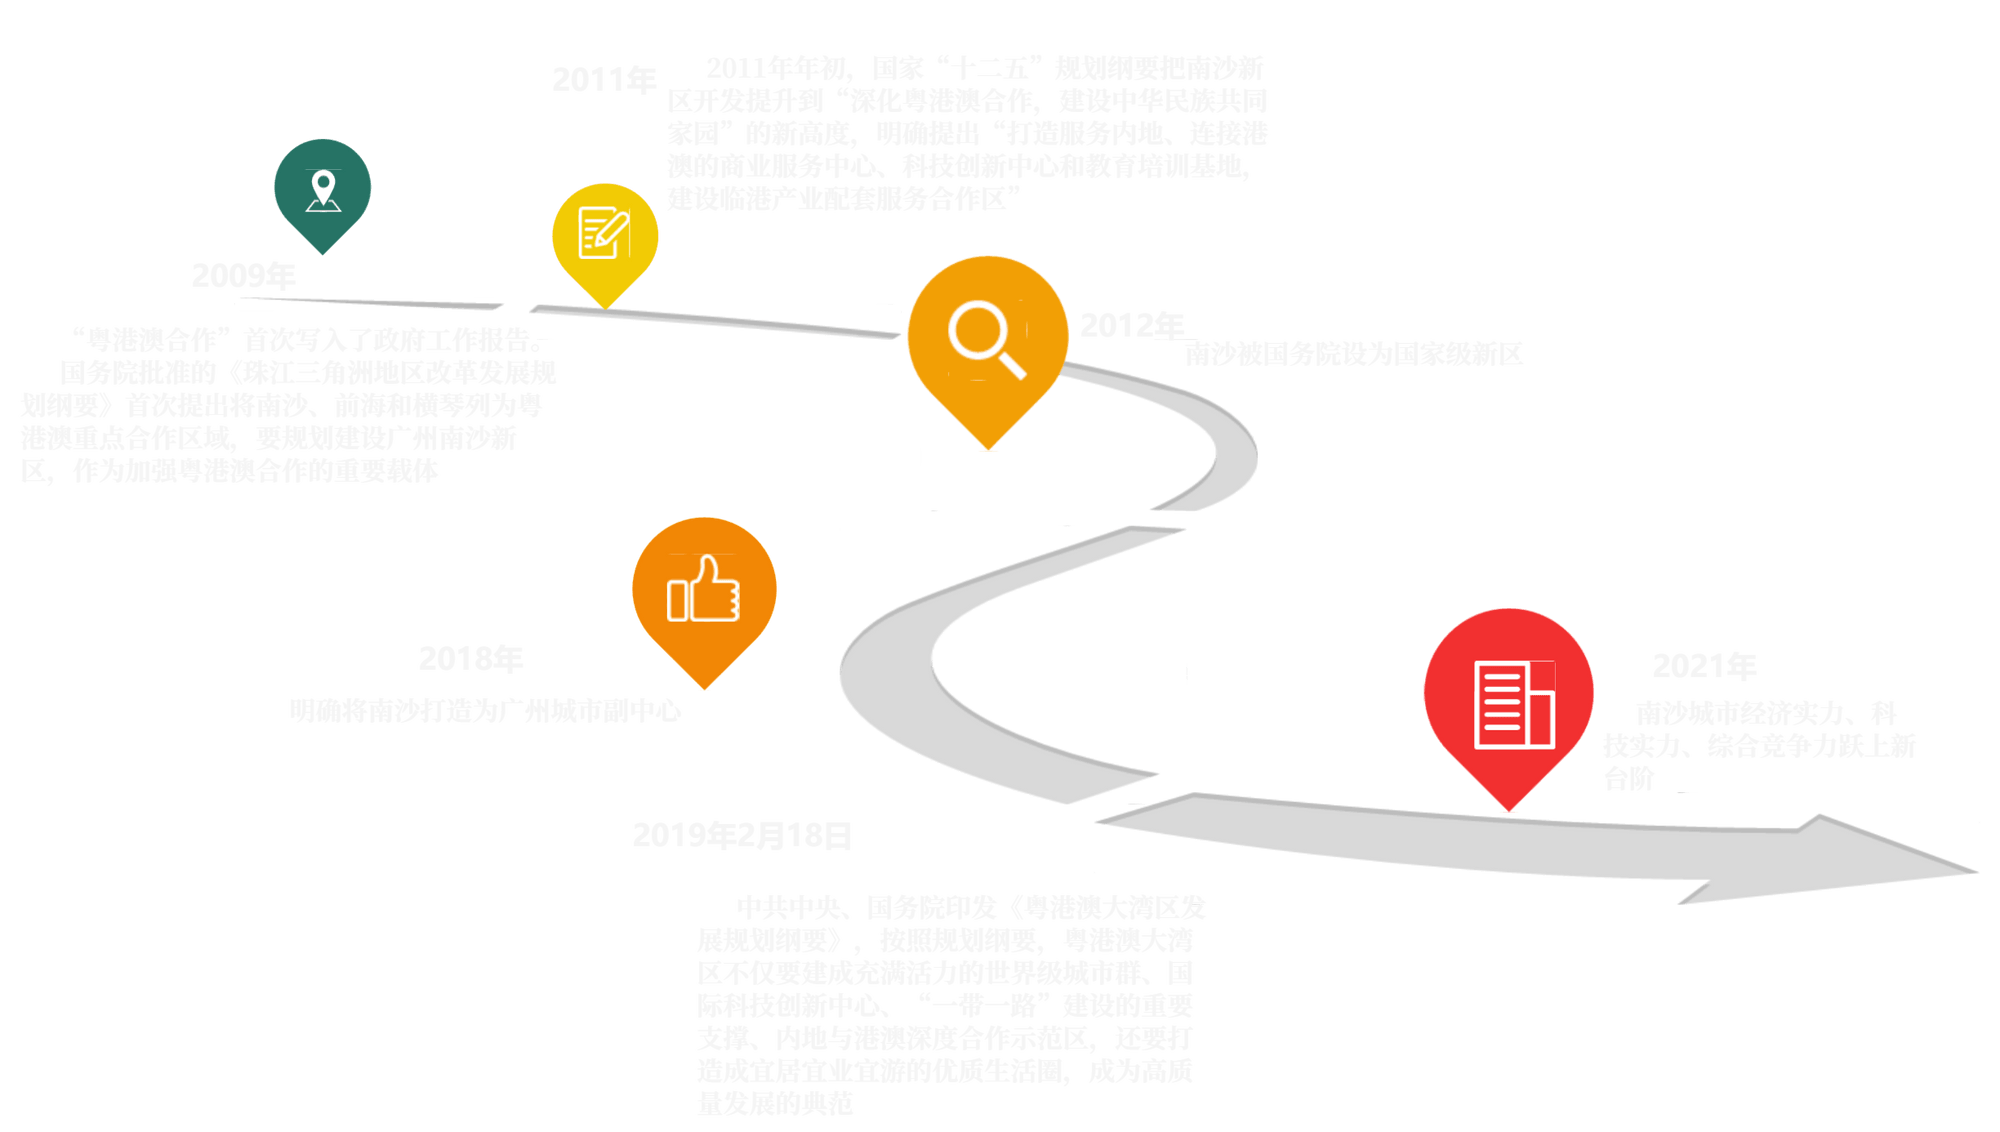 2011年
2011年年初，国家“十二五”规划纲要把南沙新
区开发提升到“深化粤港澳合作，建设中华民族共同
家园”的新高度，明确提出“打造服务内地、连接港
澳的商业服务中心、科技创新中心和教育培训基地，
建设临港产业配套服务合作区”
2009年
“粤港澳合作”首次写入了政府工作报告。
国务院批准的《珠江三角洲地区改革发展规
划纲要》首次提出将南沙、前海和横琴列为粤
港澳重点合作区域，要规划建设广州南沙新
区，作为加强粤港澳合作的重要载体
2012年
南沙被国务院设为国家级新区
2018年
明确将南沙打造为广州城市副中心
2021年
南沙城市经济实力、科
技实力、综合竞争力跃上新
台阶
2019年2月18日
中共中央、国务院印发《粤港澳大湾区发
展规划纲要》，按照规划纲要，粤港澳大湾
区不仅要建成充满活力的世界级城市群、国
际科技创新中心、“一带一路”建设的重要
支撑、内地与港澳深度合作示范区，还要打
造成宜居宜业宜游的优质生活圈，成为高质
量发展的典范